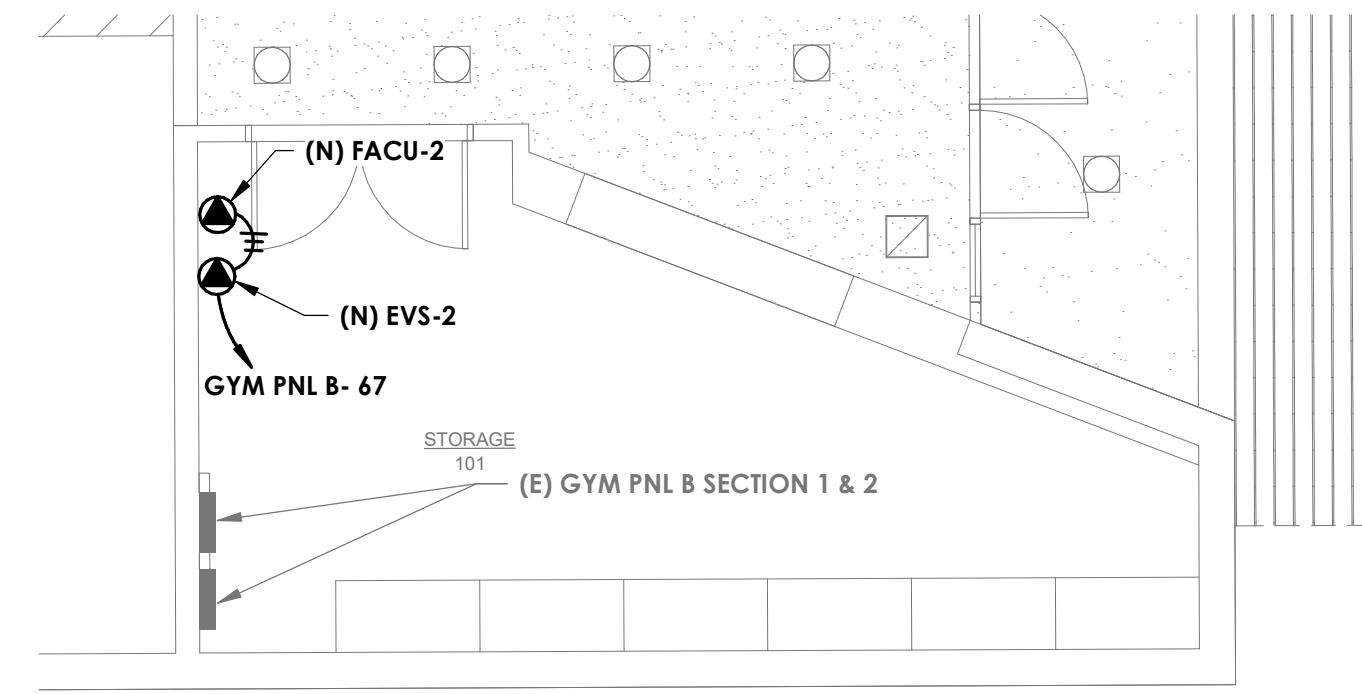 (N) FACU-2
(N) EVS-2
GYM PNL B- 67
STORAGE
101
(E) GYM PNL B SECTION 1 & 2